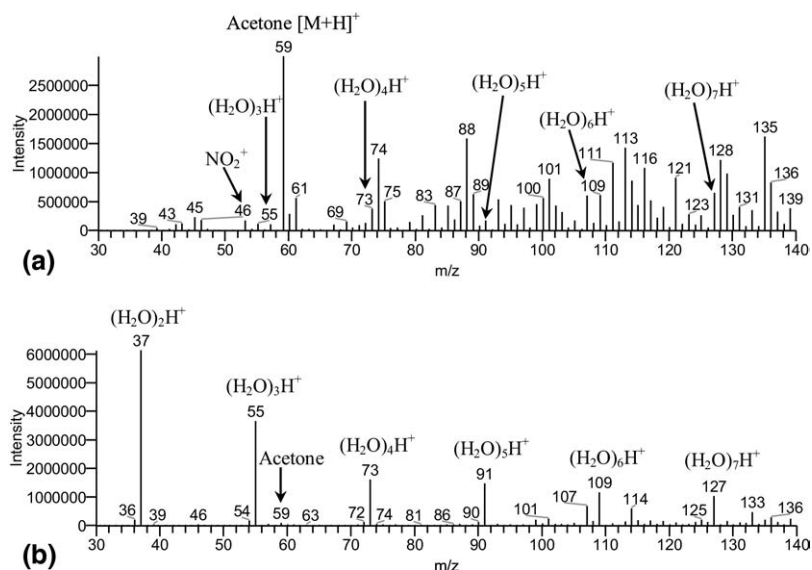 Acetone [M+H]⁺
59
(H₂O)₃H⁺
(H₂O)₄H⁺
(H₂O)₅H⁺
(H₂O)₆H⁺
(H₂O)₇H⁺
NO₂⁺
Intensity
2500000
2000000
1500000
1000000
500000
0
39
43
45
46
55
61
69
73
74
75
83
87
88
89
100
101
109
111
113
116
121
123
128
131
135
136
139
30 40 50 60 70 80 90 100 110 120 130 140
m/z
(a)
(H₂O)₂H⁺
37
(H₂O)₃H⁺
55
Acetone
(H₂O)₄H⁺
73
(H₂O)₅H⁺
91
(H₂O)₆H⁺
109
(H₂O)₇H⁺
127
Intensity
6000000
5000000
4000000
3000000
2000000
1000000
0
36
39
46
54
59
63
72
74
81
86
90
101
107
114
125
133
136
30 40 50 60 70 80 90 100 110 120 130 140
m/z
(b)